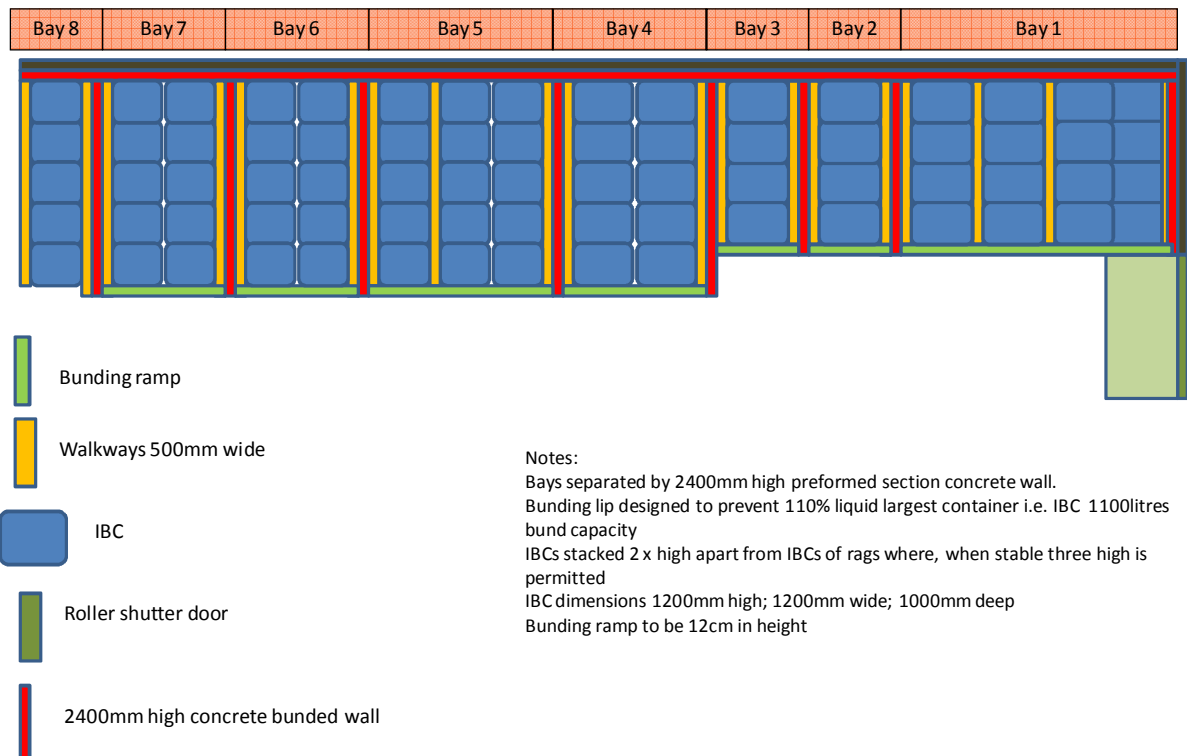 Bay 8 Bay 7 Bay 6 Bay 5 Bay 4 Bay 3 Bay 2 Bay 1
Bunding ramp
Walkways 500mm wide
IBC
Roller shutter door
2400mm high concrete bunded wall
Notes:
Bays separated by 2400mm high preformed section concrete wall.
Bunding lip designed to prevent 110% liquid largest container i.e. IBC 1100litres
bund capacity
IBCs stacked 2 x high apart from IBCs of rags where, when stable three high is
permitted
IBC dimensions 1200mm high; 1200mm wide; 1000mm deep
Bunding ramp to be 12cm in height